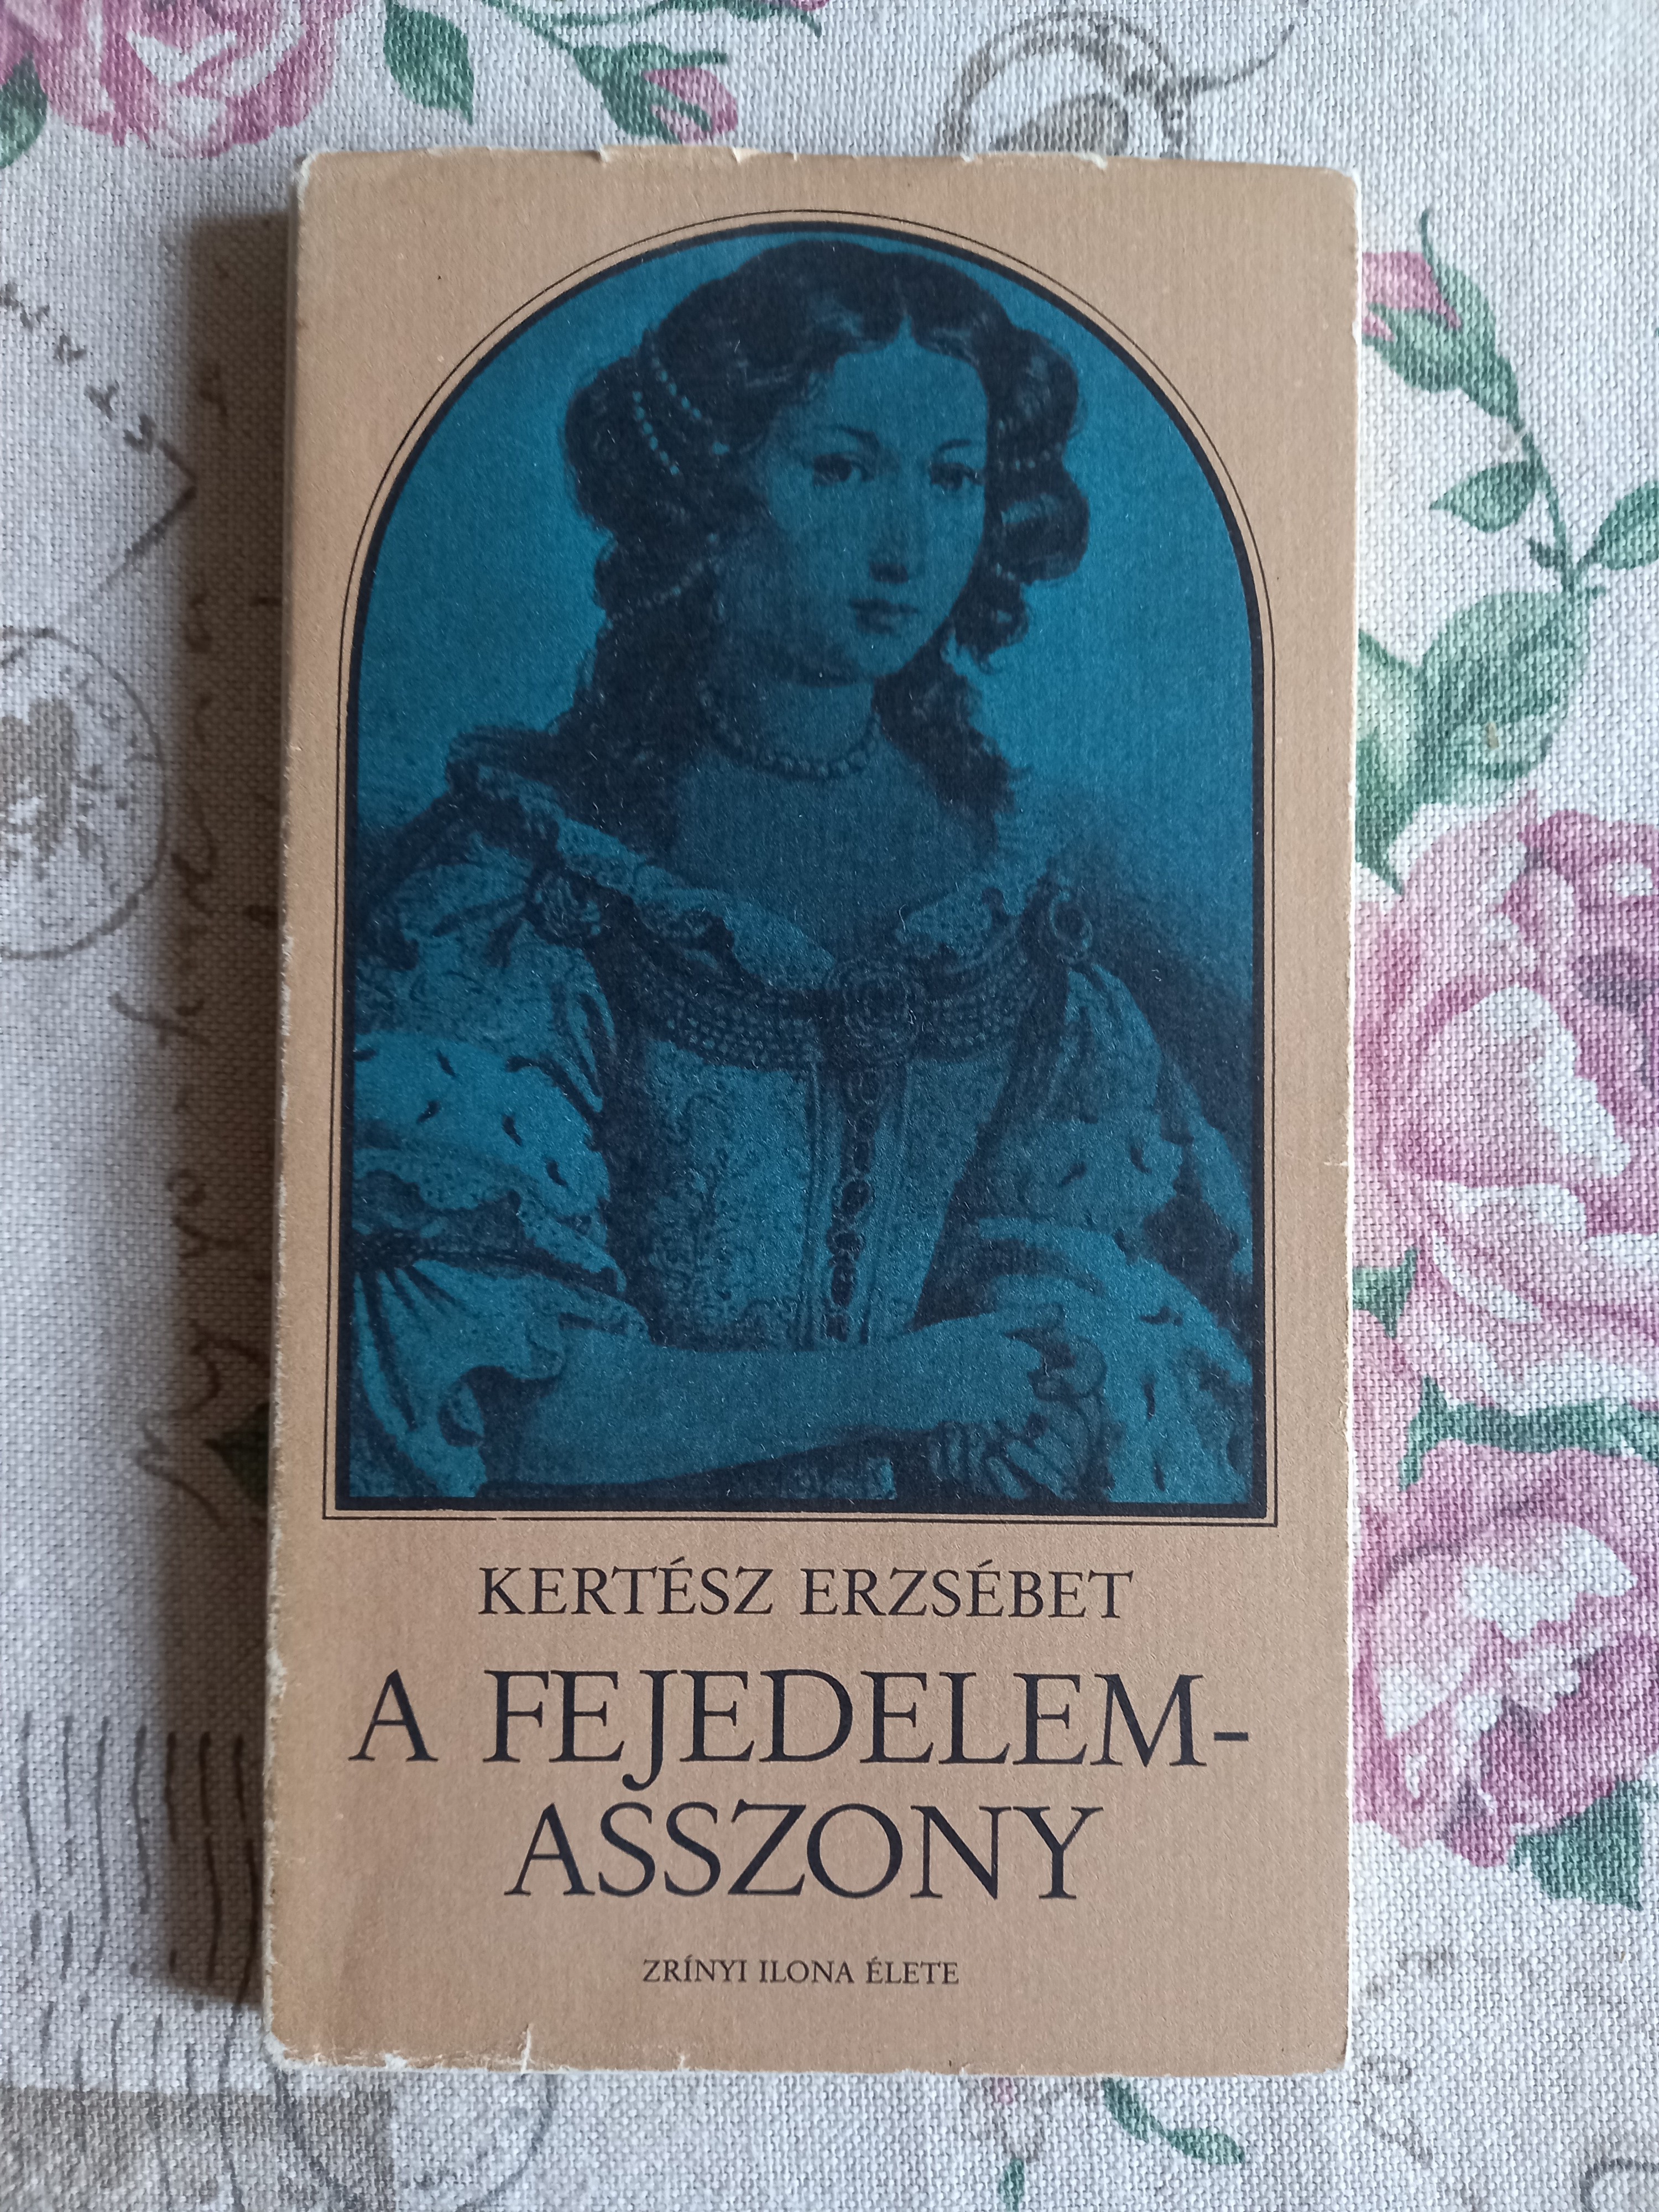 KERTÉSZ ERZSÉBET
A FEJEDELEM-
ASSZONY
ZRÍNYI ILONA ÉLETE